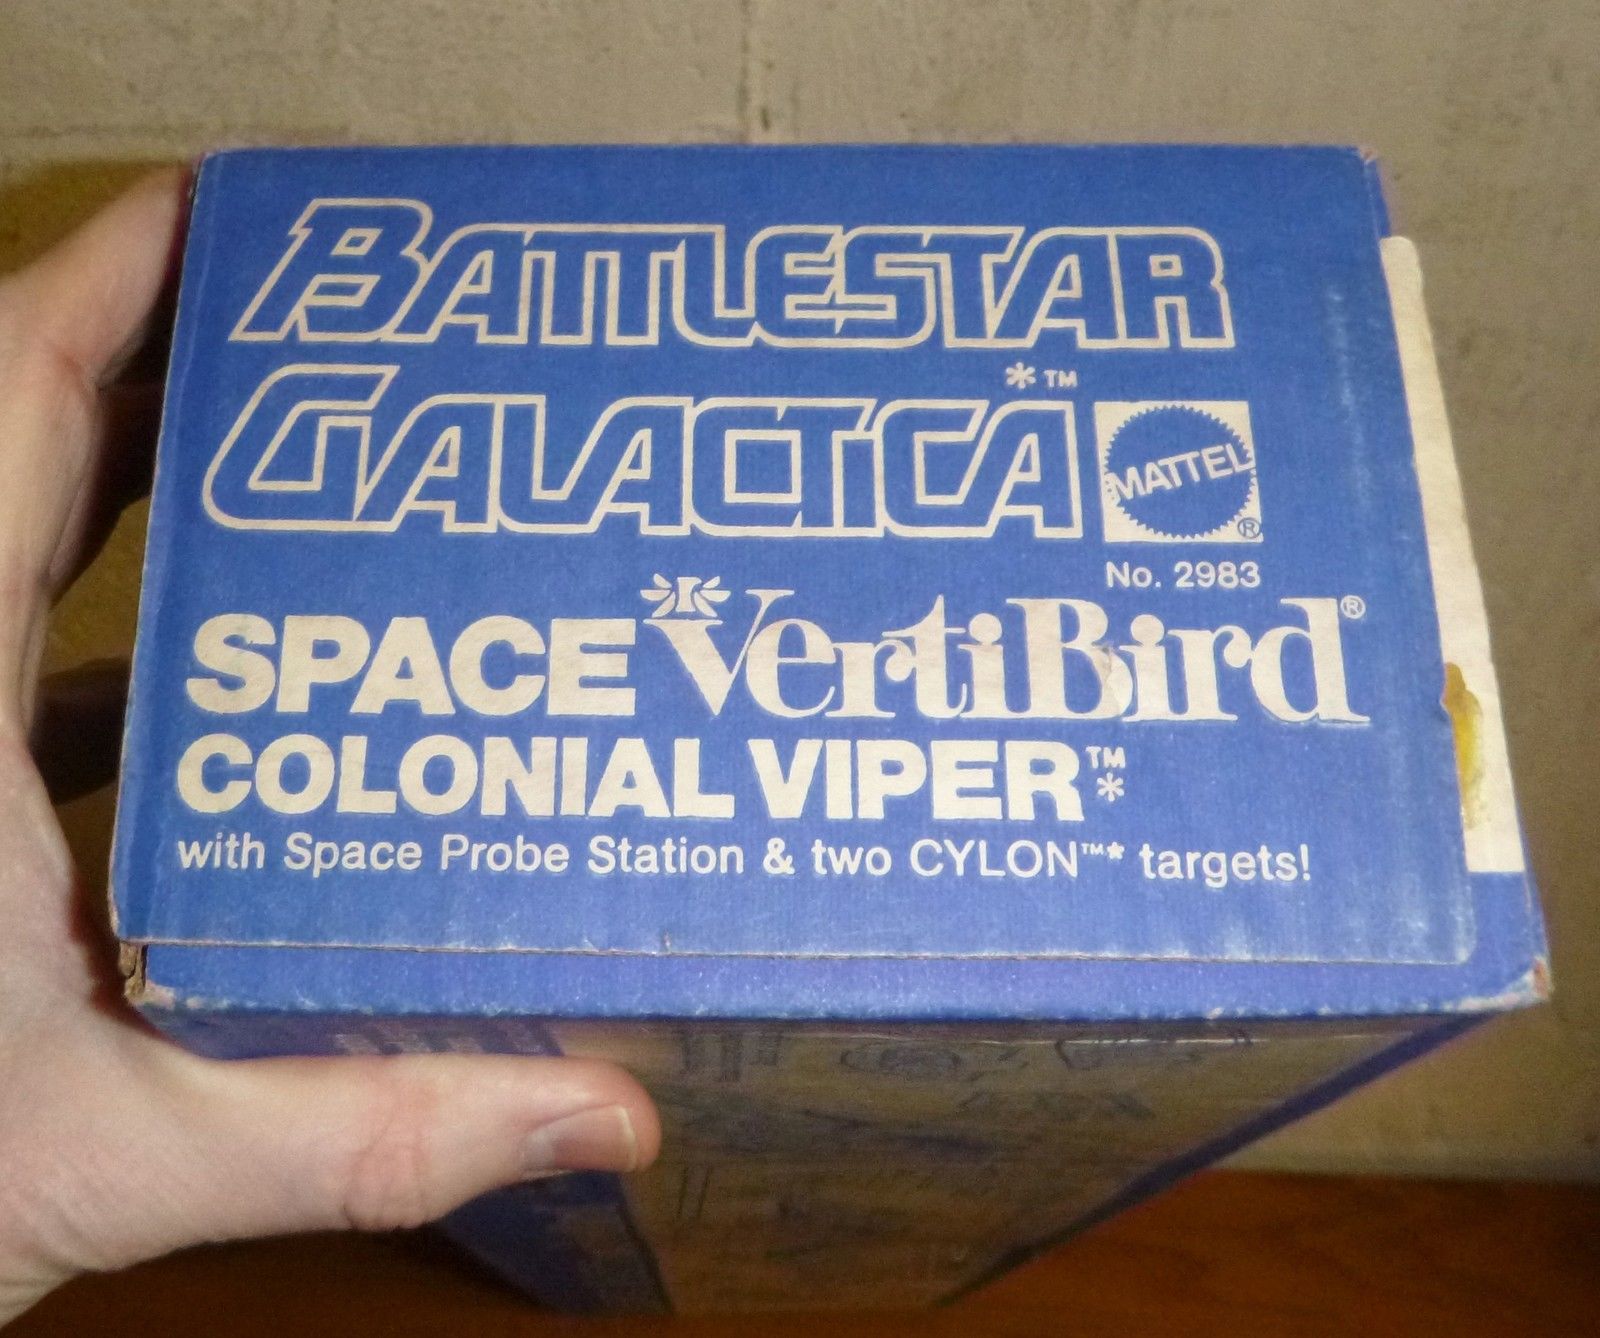 BATTLESTAR
GALACTICA*™
MATTEL®
No. 2983
SPACE VertiBird®
COLONIAL VIPER™*
with Space Probe Station & two CYLON™* targets!